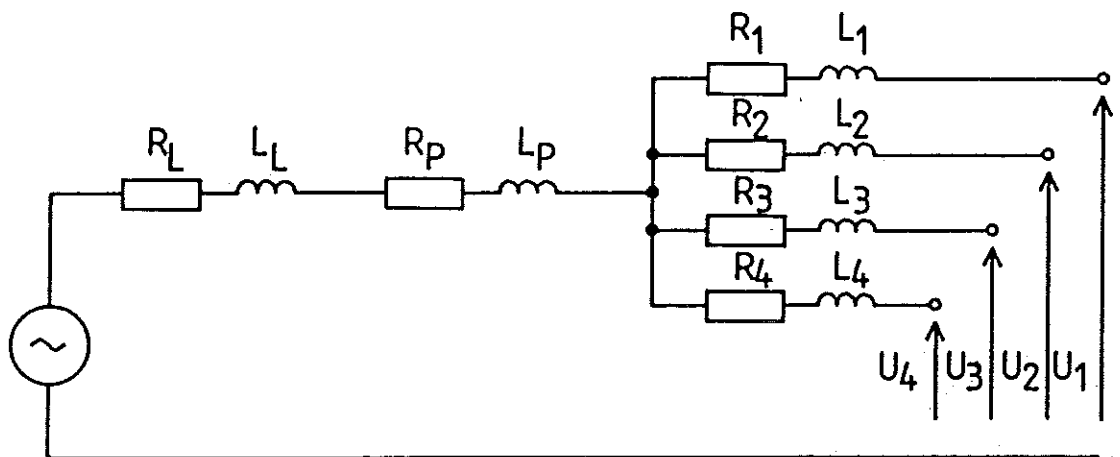 R1 L1
R2 L2
RL LL RP LP
R3 L3
R4 L4
~
U4 U3 U2 U1